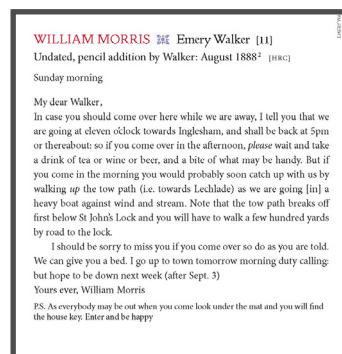 WILLIAM MORRIS Emery Walker [11]
Undated, pencil addition by Walker: August 1888² [HRC]
Sunday morning
My dear Walker,
In case you should come over here while we are away, I tell you that we
are going at eleven o'clock towards Inglesham, and shall be back at 5pm
or thereabout: so if you come over in the afternoon, please wait and take
a drink of tea or wine or beer, and a bite of what may be handy. But if
you come in the morning you would probably soon catch up with us by
walking up the tow path (i.e. towards Lechlade) as we are going [in] a
heavy boat against wind and stream. Note that the tow path breaks off
first below St John's Lock and you will have to walk a few hundred yards
by road to the lock.
I should be sorry to miss you if you come over so do as you are told.
We can give you a bed. I go up to town tomorrow morning duty calling:
but hope to be down next week (after Sept. 3)
Yours ever, William Morris
P.S. As everybody may be out when you come look under the mat and you will find
the house key. Enter and be happy